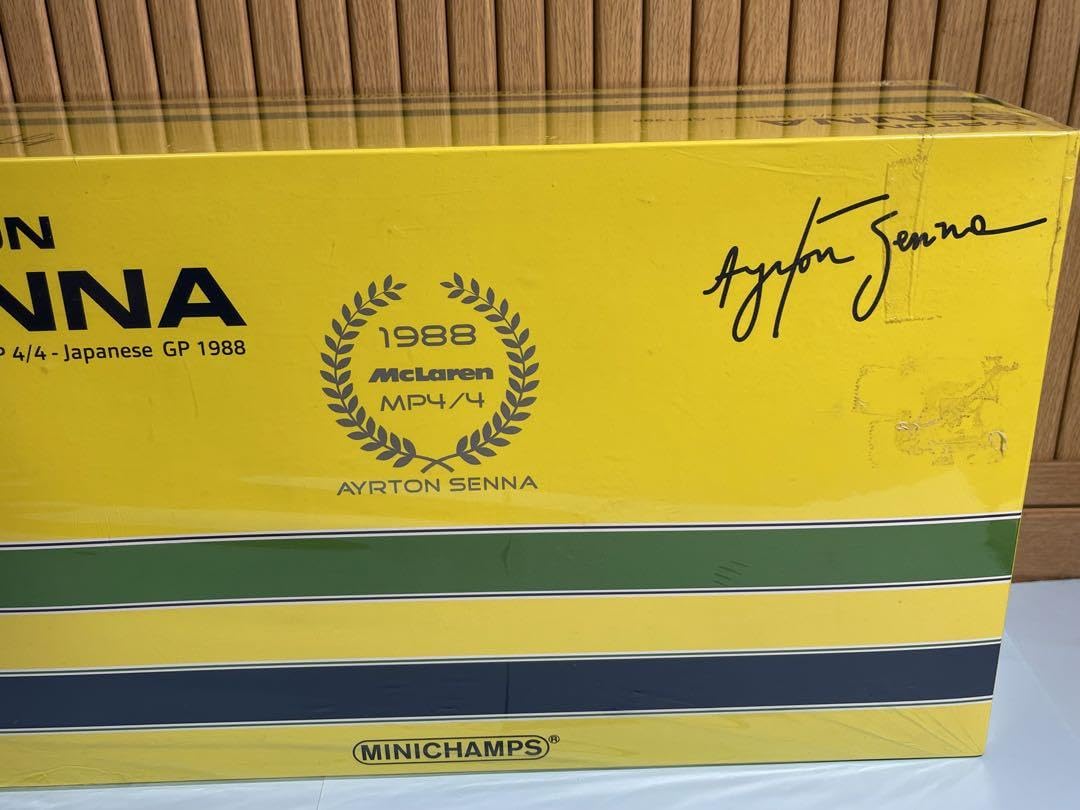 ON
NNA
P 4/4 - Japanese GP 1988
1988
McLaren
MP4/4
AYRTON SENNA
Ayrton Senna
MINICHAMPS®